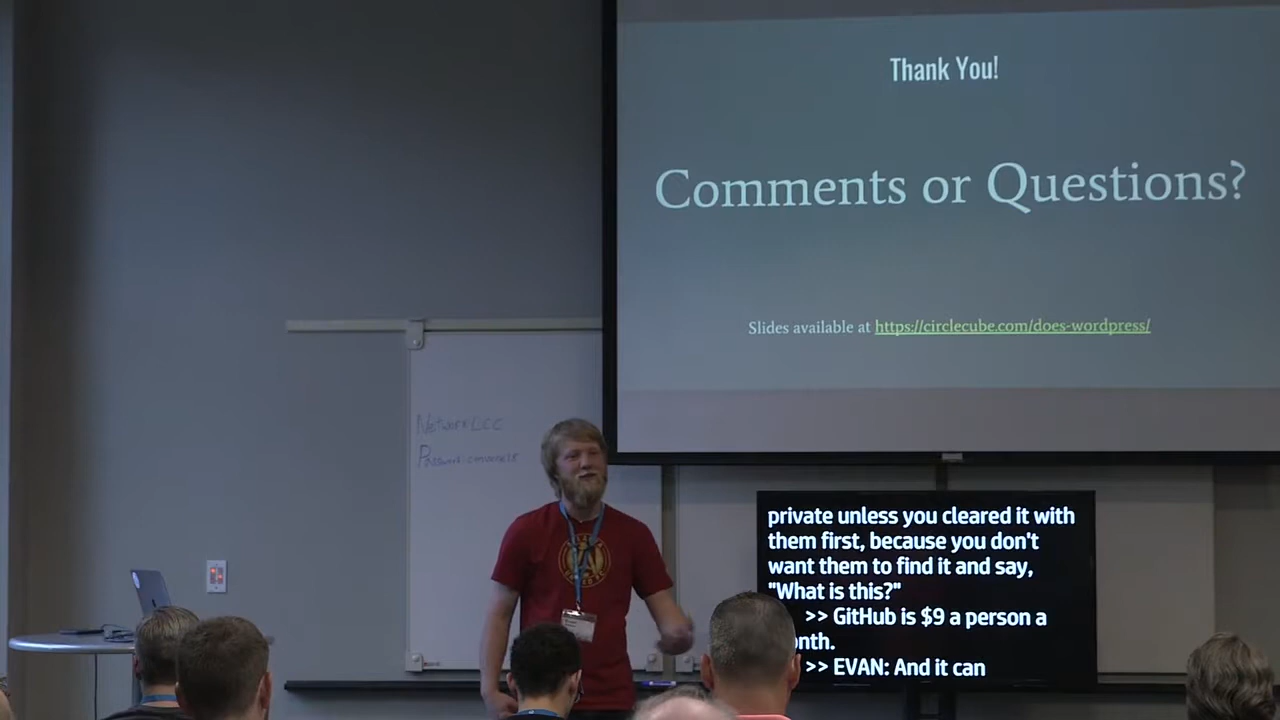 Thank You!
Comments or Questions?
Slides available at https://circlecube.com/does-wordpress/
Network LCC
private unless you cleared it with
them first, because you don't
want them to find it and say,
"What is this?"
>> GitHub is $9 a person a
onth.
>> EVAN: And it can